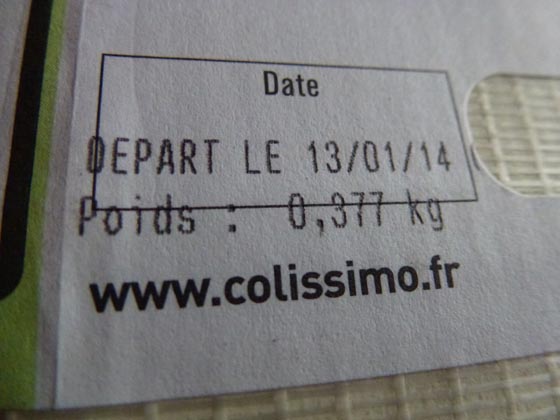 Date
DEPART LE 13/01/14
Poids : 0,377 kg
www.colissimo.fr